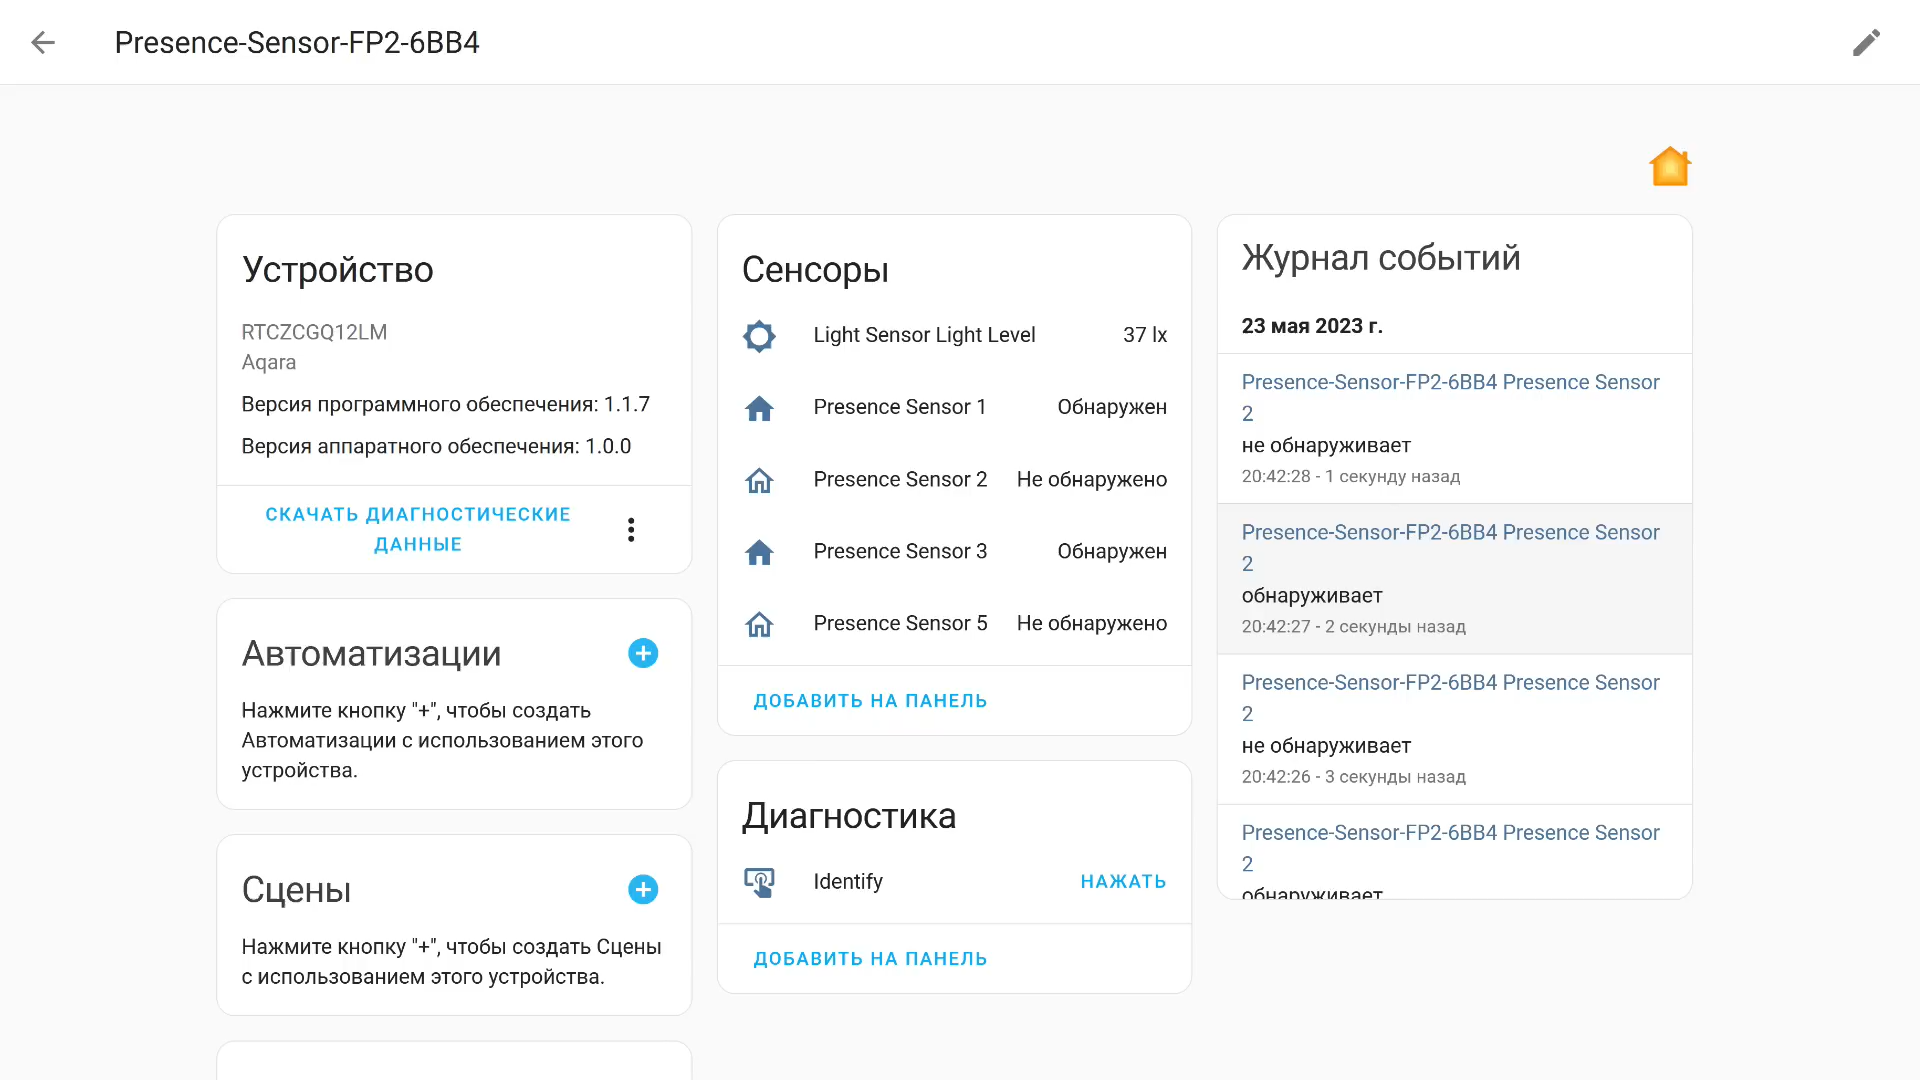 Presence-Sensor-FP2-6BB4
Устройство
RTCZCGQ12LM
Aqara
Версия программного обеспечения: 1.1.7
Версия аппаратного обеспечения: 1.0.0
СКАЧАТЬ ДИАГНОСТИЧЕСКИЕ
ДАННЫЕ
Автоматизации
Нажмите кнопку "+", чтобы создать
Автоматизации с использованием этого
устройства.
Сцены
Нажмите кнопку "+", чтобы создать Сцены
с использованием этого устройства.
Сенсоры
Light Sensor Light Level 37 lx
Presence Sensor 1 Обнаружен
Presence Sensor 2 Не обнаружено
Presence Sensor 3 Обнаружен
Presence Sensor 5 Не обнаружено
ДОБАВИТЬ НА ПАНЕЛЬ
Диагностика
Identify НАЖАТЬ
ДОБАВИТЬ НА ПАНЕЛЬ
Журнал событий
23 мая 2023 г.
Presence-Sensor-FP2-6BB4 Presence Sensor
2
не обнаруживает
20:42:28 - 1 секунду назад
Presence-Sensor-FP2-6BB4 Presence Sensor
2
обнаруживает
20:42:27 - 2 секунды назад
Presence-Sensor-FP2-6BB4 Presence Sensor
2
не обнаруживает
20:42:26 - 3 секунды назад
Presence-Sensor-FP2-6BB4 Presence Sensor
2
обнаруживает